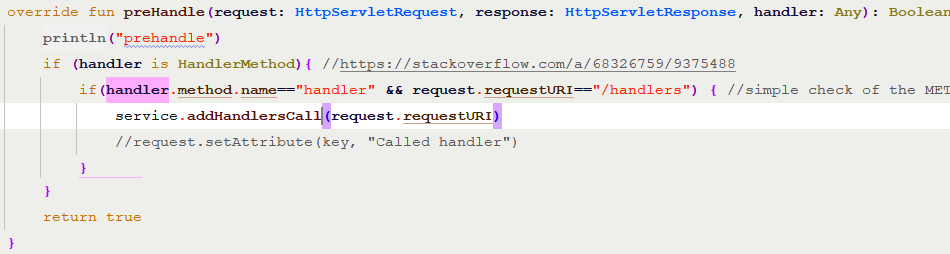 override fun preHandle(request: HttpServletRequest, response: HttpServletResponse, handler: Any): Boolean
println("prehandle")
if (handler is HandlerMethod){ //https://stackoverflow.com/a/68326759/9375488
if(handler.method.name=="handler" && request.requestURI=="/handlers") { //simple check of the MET
service.addHandlersCall(request.requestURI)
//request.setAttribute(key, "Called handler")
}
}
return true
}